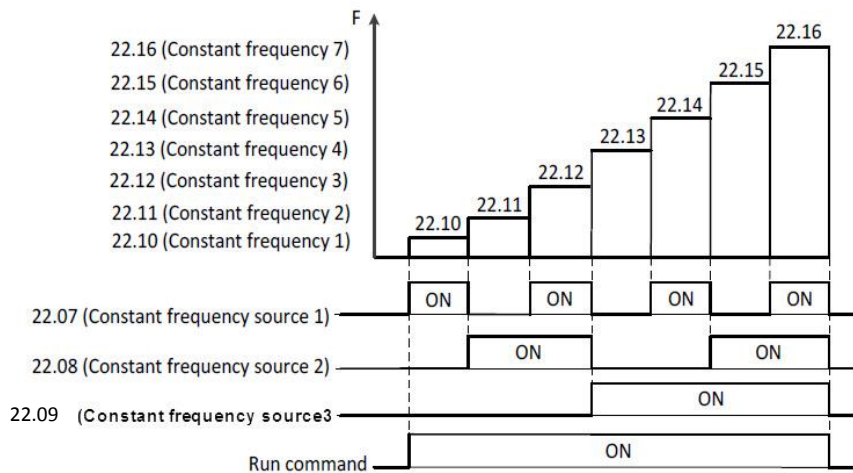 F
22.16 (Constant frequency 7)
22.15 (Constant frequency 6)
22.14 (Constant frequency 5)
22.13 (Constant frequency 4)
22.12 (Constant frequency 3)
22.11 (Constant frequency 2)
22.10 (Constant frequency 1)
22.10
22.11
22.12
22.13
22.14
22.15
22.16
22.07 (Constant frequency source 1)
ON ON ON ON
22.08 (Constant frequency source 2)
ON ON
22.09 (Constant frequency source3
ON
Run command
ON